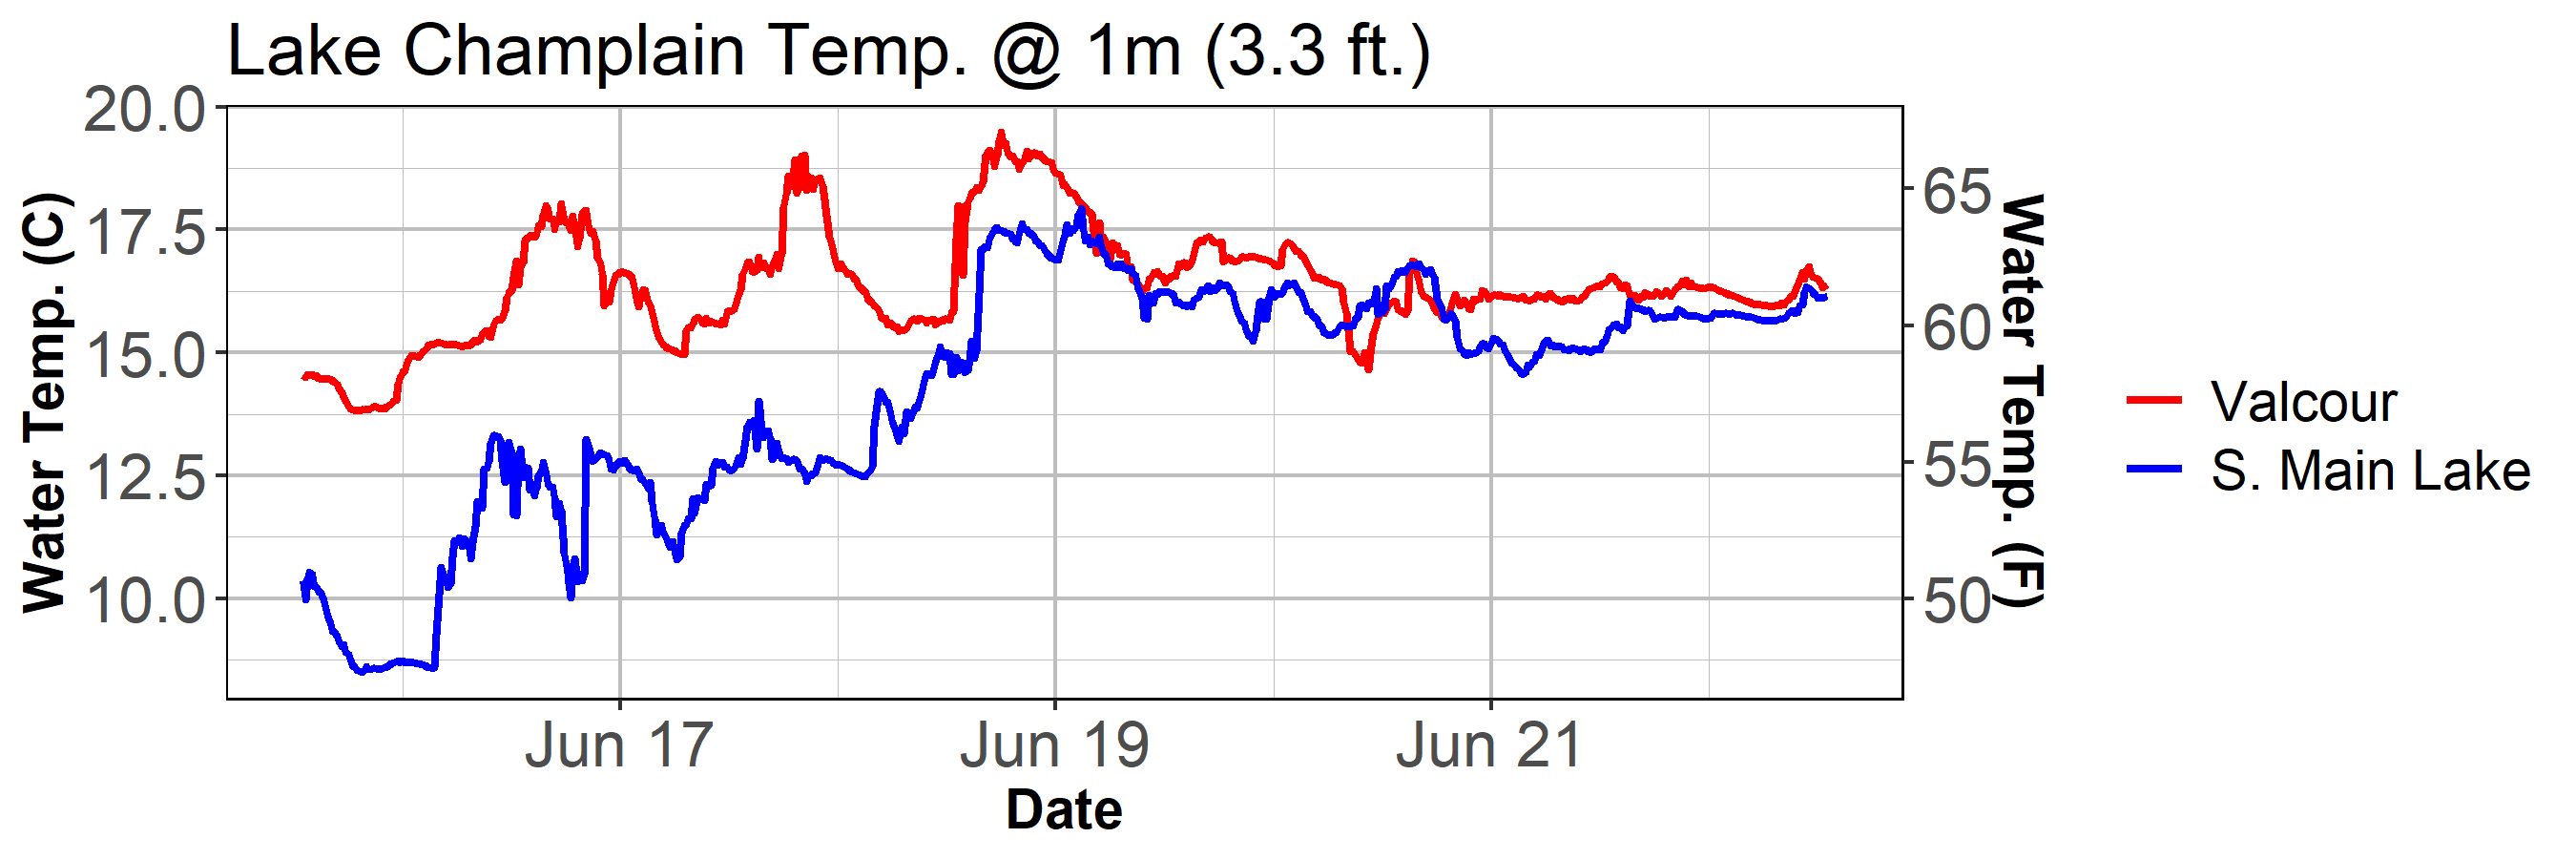 Lake Champlain Temp. @ 1m (3.3 ft.)
Water Temp. (C)
20.0
17.5
15.0
12.5
10.0
65
60
55
50
Water Temp. (F)
Jun 17
Jun 19
Jun 21
Date
Valcour
S. Main Lake